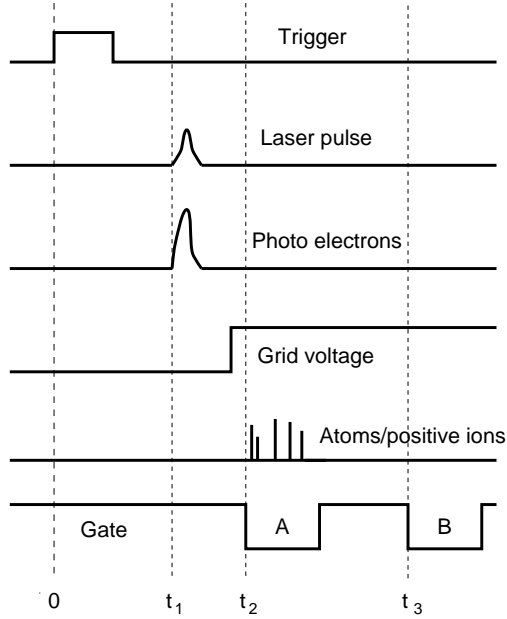 Trigger
Laser pulse
Photo electrons
Grid voltage
Atoms/positive ions
Gate
A
B
0
t1
t2
t3